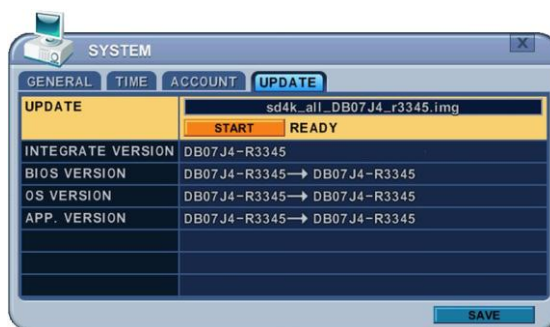 SYSTEM
X
GENERAL TIME ACCOUNT UPDATE
UPDATE sd4k_all_DB07J4_r3345.img
START READY
INTEGRATE VERSION DB07J4-R3345
BIOS VERSION DB07J4-R3345→ DB07J4-R3345
OS VERSION DB07J4-R3345→ DB07J4-R3345
APP. VERSION DB07J4-R3345→ DB07J4-R3345
SAVE